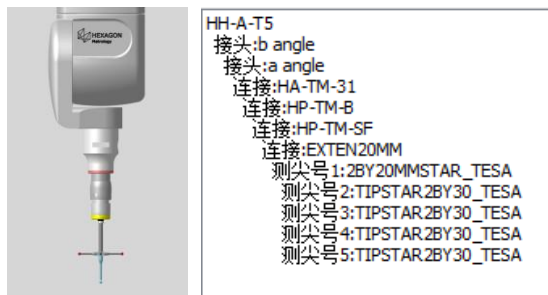 HEXAGON
Metrology
HH-A-T5
接头:b angle
接头:a angle
连接:HA-TM-31
连接:HP-TM-B
连接:HP-TM-SF
连接:EXTEN20MM
测尖号1:2BY20MMSTAR_TESA
测尖号2:TIPSTAR2BY30_TESA
测尖号3:TIPSTAR2BY30_TESA
测尖号4:TIPSTAR2BY30_TESA
测尖号5:TIPSTAR2BY30_TESA